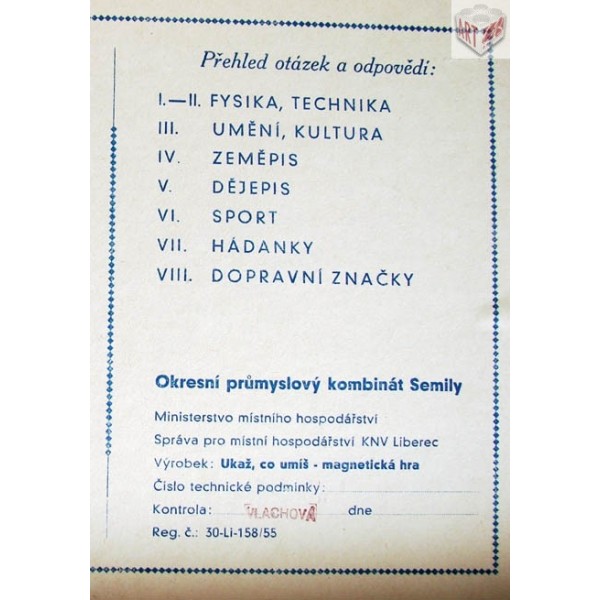 Přehled otázek a odpovědí:
I.—II. FYSIKA, TECHNIKA
III. UMĚNÍ, KULTURA
IV. ZEMĚPIS
V. DĚJEPIS
VI. SPORT
VII. HÁDANKY
VIII. DOPRAVNÍ ZNAČKY
Okresní průmyslový kombinát Semily
Ministerstvo místního hospodářství
Správa pro místní hospodářství KNV Liberec
Výrobek: Ukaž, co umíš - magnetická hra
Číslo technické podmínky:
Kontrola: VLACHOVÁ dne
Reg. č.: 30-Li-158/55